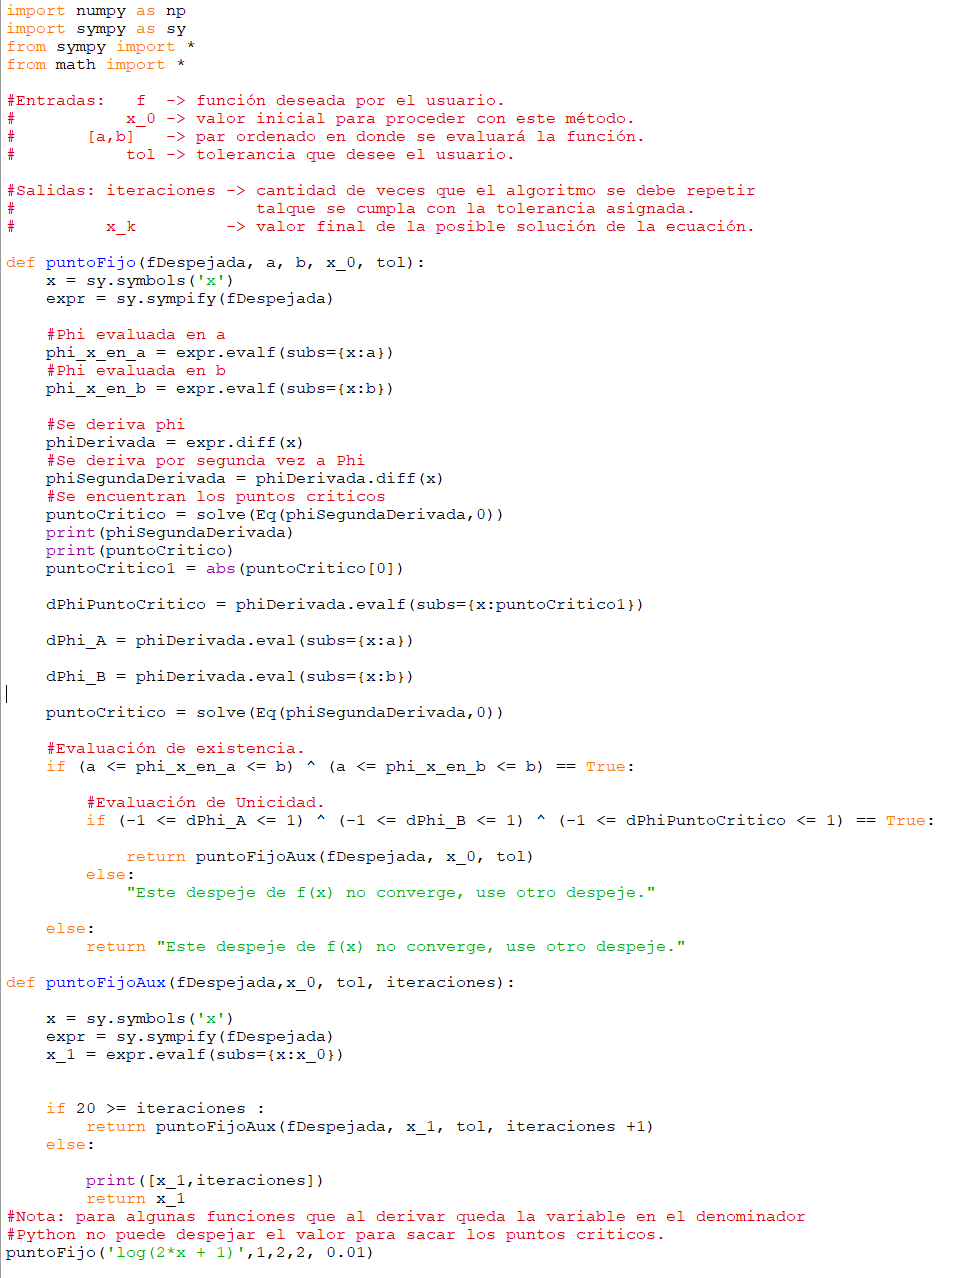 import numpy as np
import sympy as sy
from sympy import *
from math import *
#Entradas:   f  -> función deseada por el usuario.
#           x_0 -> valor inicial para proceder con este método.
#       [a,b]   -> par ordenado en donde se evaluará la función.
#           tol -> tolerancia que desee el usuario.
#Salidas: iteraciones -> cantidad de veces que el algoritmo se debe repetir
#                        talque se cumpla con la tolerancia asignada.
#         x_k         -> valor final de la posible solución de la ecuación.
def puntoFijo(fDespejada, a, b, x_0, tol):
    x = sy.symbols('x')
    expr = sy.sympify(fDespejada)
    #Phi evaluada en a
    phi_x_en_a = expr.evalf(subs={x:a})
    #Phi evaluada en b
    phi_x_en_b = expr.evalf(subs={x:b})
    #Se deriva phi
    phiDerivada = expr.diff(x)
    #Se deriva por segunda vez a Phi
    phiSegundaDerivada = phiDerivada.diff(x)
    #Se encuentran los puntos criticos
    puntoCritico = solve(Eq(phiSegundaDerivada,0))
    print(phiSegundaDerivada)
    print(puntoCritico)
    puntoCritico1 = abs(puntoCritico[0])
    dPhiPuntoCritico = phiDerivada.evalf(subs={x:puntoCritico1})
    dPhi_A = phiDerivada.eval(subs={x:a})
    dPhi_B = phiDerivada.eval(subs={x:b})
    puntoCritico = solve(Eq(phiSegundaDerivada,0))
    #Evaluación de existencia.
    if (a <= phi_x_en_a <= b) ^ (a <= phi_x_en_b <= b) == True:
        #Evaluación de Unicidad.
        if (-1 <= dPhi_A <= 1) ^ (-1 <= dPhi_B <= 1) ^ (-1 <= dPhiPuntoCritico <= 1) == True:
            return puntoFijoAux(fDespejada, x_0, tol)
        else:
            "Este despeje de f(x) no converge, use otro despeje."
    else:
        return "Este despeje de f(x) no converge, use otro despeje."
def puntoFijoAux(fDespejada,x_0, tol, iteraciones):
    x = sy.symbols('x')
    expr = sy.sympify(fDespejada)
    x_1 = expr.evalf(subs={x:x_0})
    if 20 >= iteraciones :
        return puntoFijoAux(fDespejada, x_1, tol, iteraciones +1)
    else:
        print([x_1,iteraciones])
        return x_1
#Nota: para algunas funciones que al derivar queda la variable en el denominador
#Python no puede despejar el valor para sacar los puntos criticos.
puntoFijo('log(2*x + 1)',1,2,2, 0.01)